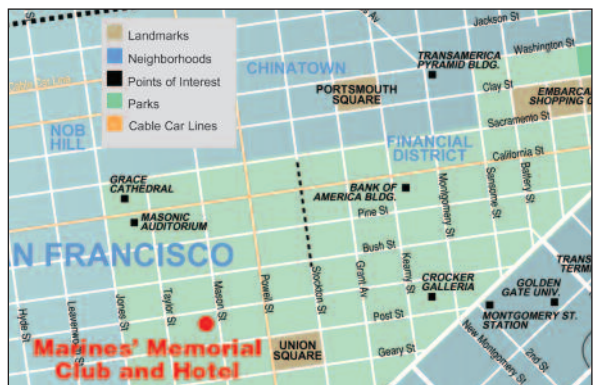 Jackson St
Landmarks
Neighborhoods
Points of Interest
Parks
Cable Car Lines
Washington St
TRANSAMERICA
PYRAMID BLDG.
CHINATOWN
PORTSMOUTH
SQUARE
Clay St
EMBARCA
SHOPPING C
Sacramento St
NOB
HILL
FINANCIAL
DISTRICT
California St
GRACE
CATHEDRAL
BANK OF
AMERICA BLDG.
Montgomery St
Sansome St
Battery St
MASONIC
AUDITORIUM
Pine St
N FRANCISCO
Bush St
TRANS
TERMI
Hyde St
Leavenworth St
Jones St
Taylor St
Mason St
Powell St
Stockton St
Grant Av
Kearny St
CROCKER
GALLERIA
GOLDEN
GATE UNIV.
MONTGOMERY ST.
STATION
Post St
New Montgomery St
2nd St
Marines' Memorial
Club and Hotel
UNION
SQUARE
Geary St